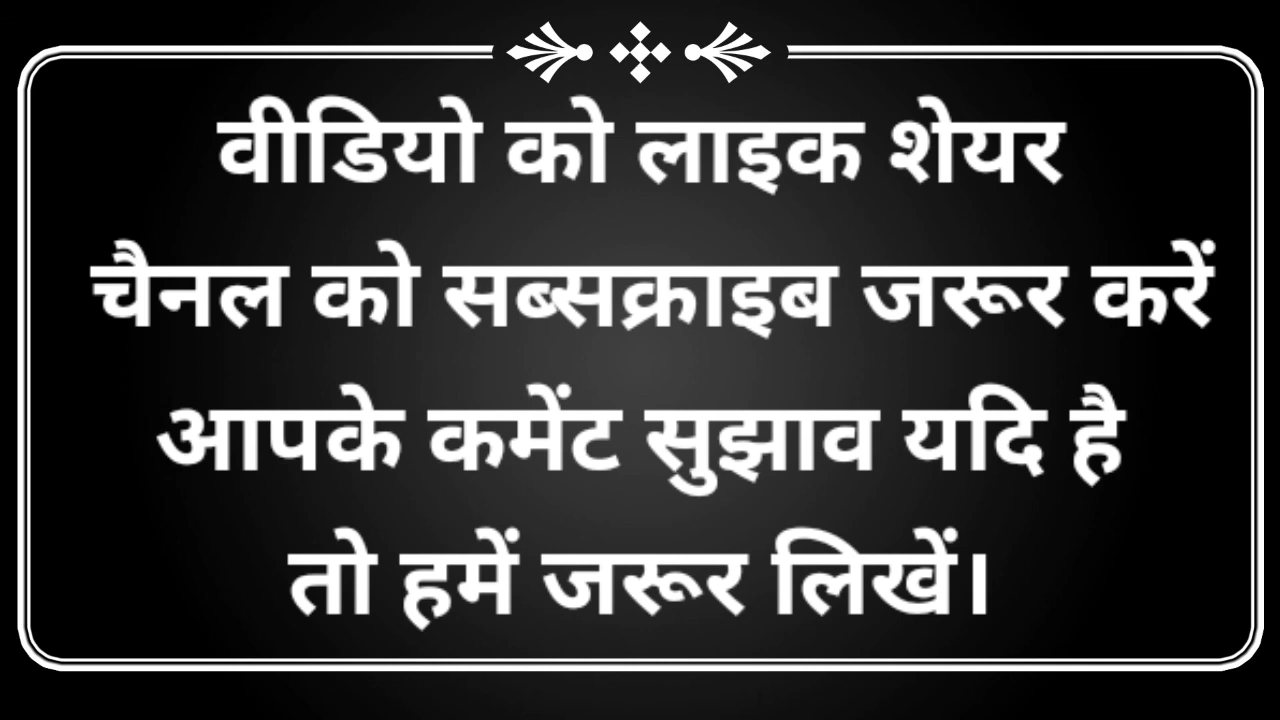 वीडियो को लाइक शेयर
चैनल को सब्सक्राइब जरूर करें
आपके कमेंट सुझाव यदि है
तो हमें जरूर लिखें।